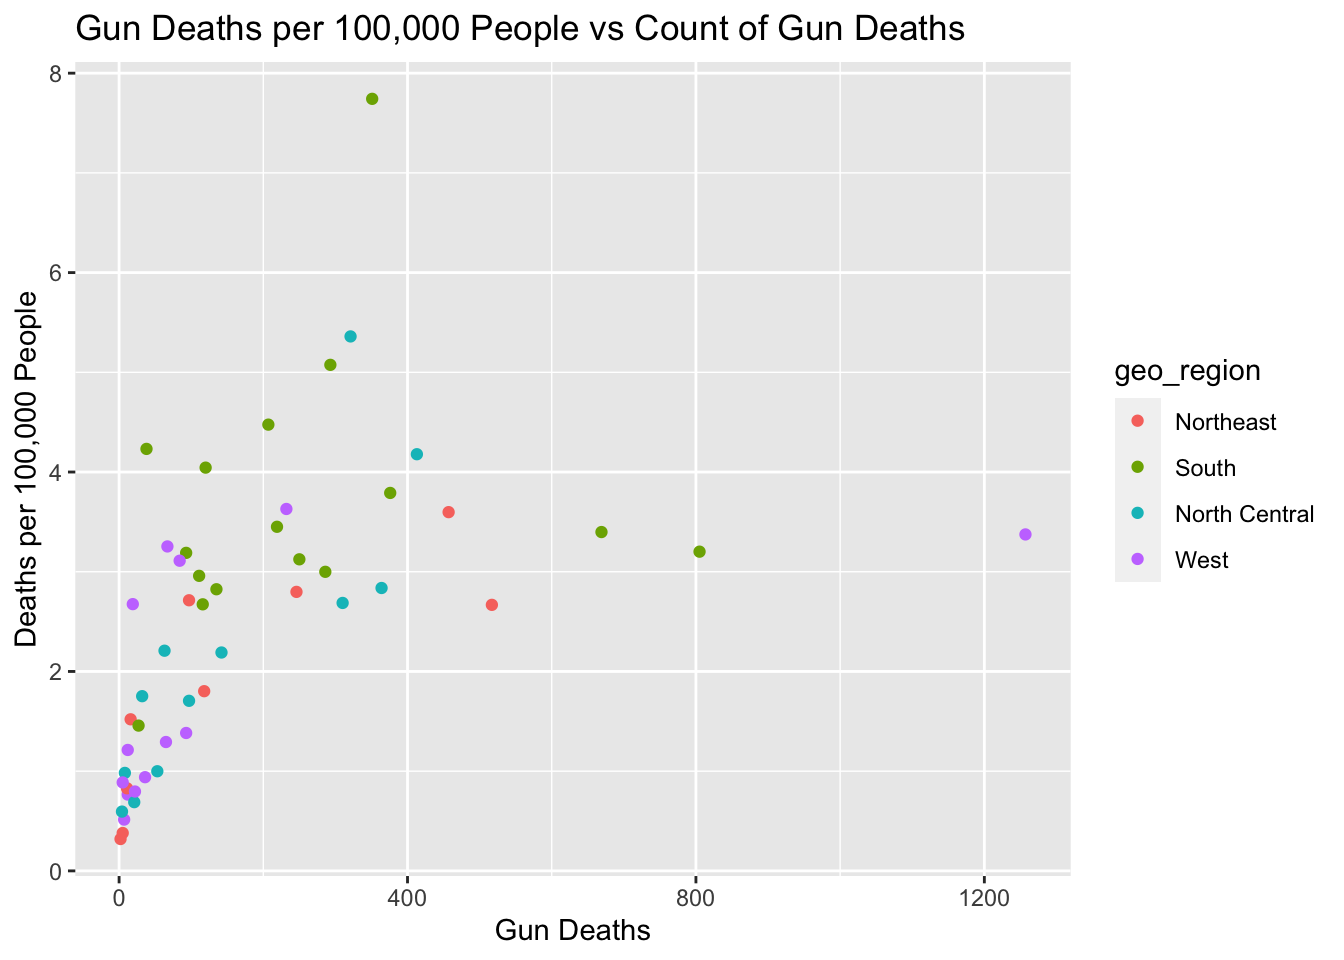 Gun Deaths per 100,000 People vs Count of Gun Deaths
8
6
4
2
0
Deaths per 100,000 People
0 400 800 1200
Gun Deaths
geo_region
Northeast
South
North Central
West